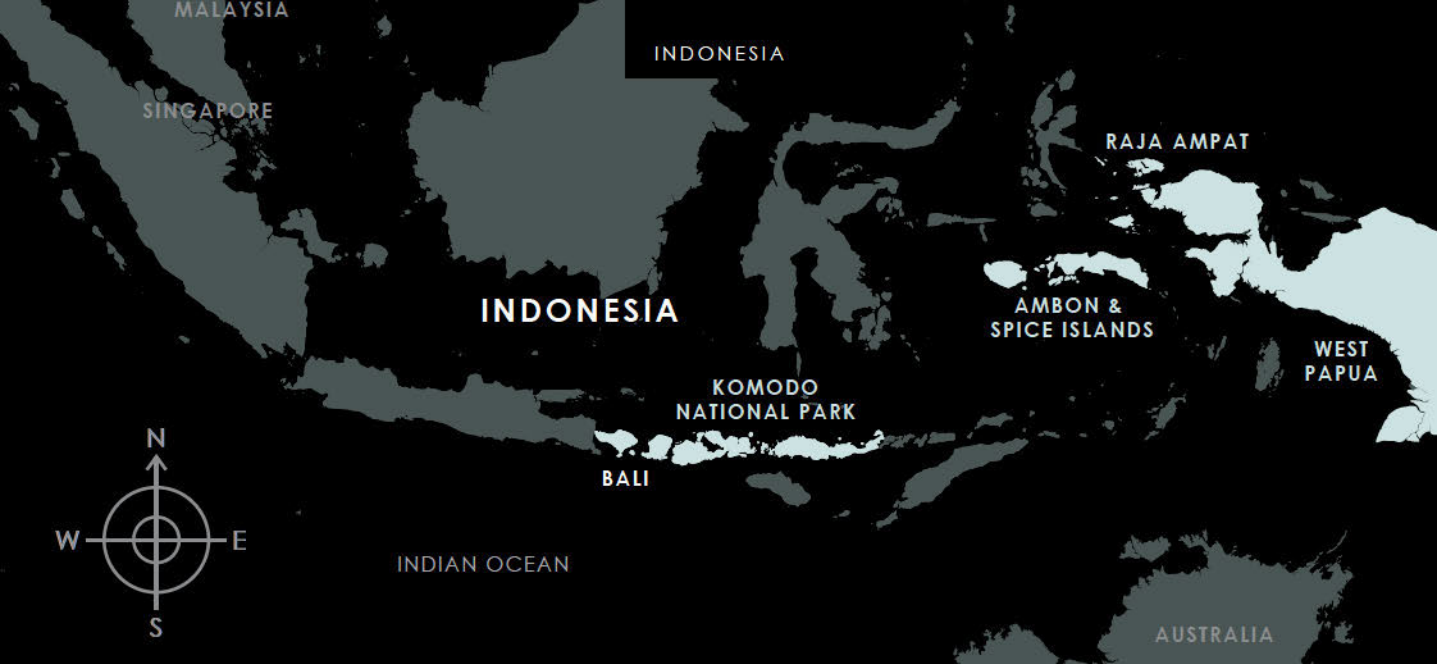 MALAYSIA
INDONESIA
SINGAPORE
RAJA AMPAT
INDONESIA
AMBON &
SPICE ISLANDS
WEST
PAPUA
KOMODO
NATIONAL PARK
BALI
N
W
E
S
INDIAN OCEAN
AUSTRALIA